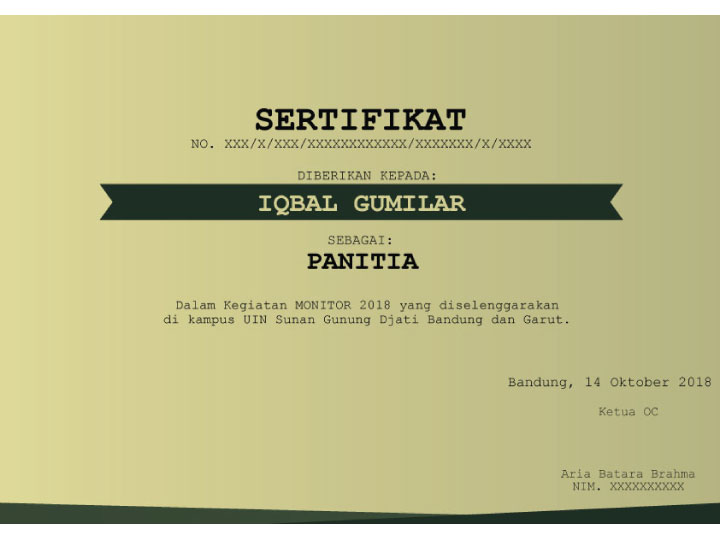 SERTIFIKAT
NO. XXX/X/XXX/XXXXXXXXXXXX/XXXXXXX/X/XXXX
DIBERIKAN KEPADA:
IQBAL GUMILAR
SEBAGAI:
PANITIA
Dalam Kegiatan MONITOR 2018 yang diselenggarakan
di kampus UIN Sunan Gunung Djati Bandung dan Garut.
Bandung, 14 Oktober 2018
Ketua OC
Aria Batara Brahma
NIM. XXXXXXXXXX